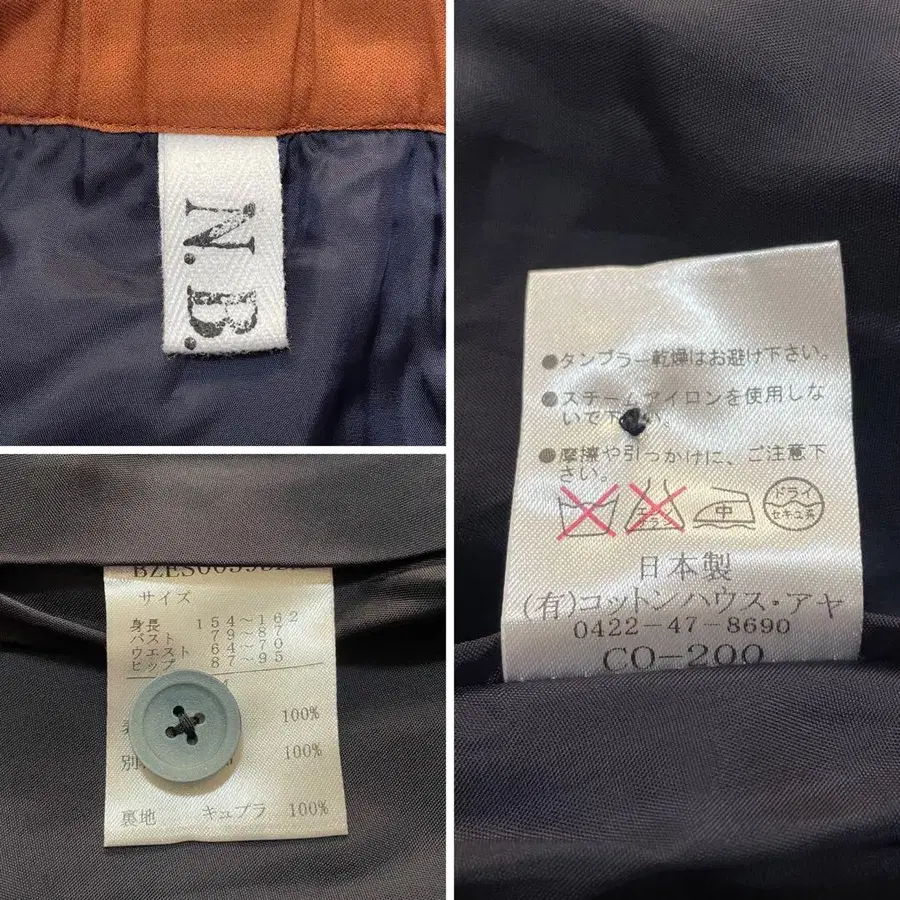 N.B.
サイズ
身長 154～162
バスト 79～87
ウエスト 64～70
ヒップ 87～95
100%
100%
裏地 キュプラ 100%
●タンブラー乾燥はお避け下さい。
●スチームアイロンを使用しな
いで下さい。
●摩擦や引っかけに、ご注意下
さい。
中 ドライ
セキユ系
日本製
(有)コットンハウス・アヤ
0422-47-8690
CO-200